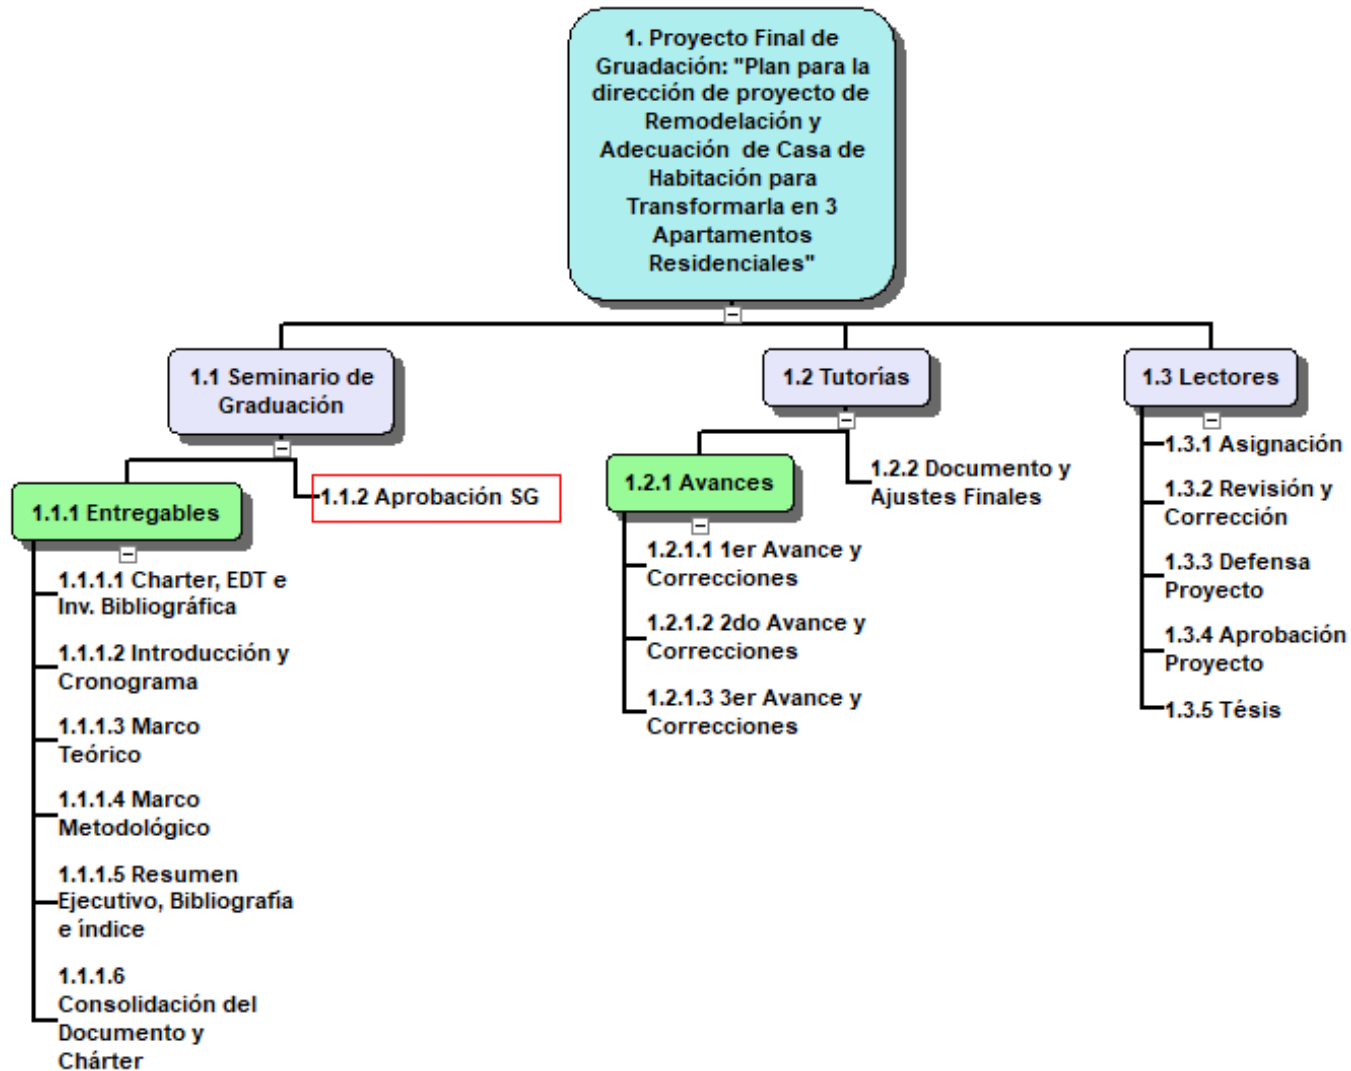 1. Proyecto Final de
Gruadación: "Plan para la
dirección de proyecto de
Remodelación y
Adecuación de Casa de
Habitación para
Transformarla en 3
Apartamentos
Residenciales"
1.1 Seminario de
Graduación
1.2 Tutorías
1.3 Lectores
1.1.1 Entregables
1.1.2 Aprobación SG
1.1.1.1 Charter, EDT e
Inv. Bibliográfica
1.1.1.2 Introducción y
Cronograma
1.1.1.3 Marco
Teórico
1.1.1.4 Marco
Metodológico
1.1.1.5 Resumen
Ejecutivo, Bibliografía
e índice
1.1.1.6
Consolidación del
Documento y
Chárter
1.2.1 Avances
1.2.2 Documento y
Ajustes Finales
1.2.1.1 1er Avance y
Correcciones
1.2.1.2 2do Avance y
Correcciones
1.2.1.3 3er Avance y
Correcciones
1.3.1 Asignación
1.3.2 Revisión y
Corrección
1.3.3 Defensa
Proyecto
1.3.4 Aprobación
Proyecto
1.3.5 Tésis